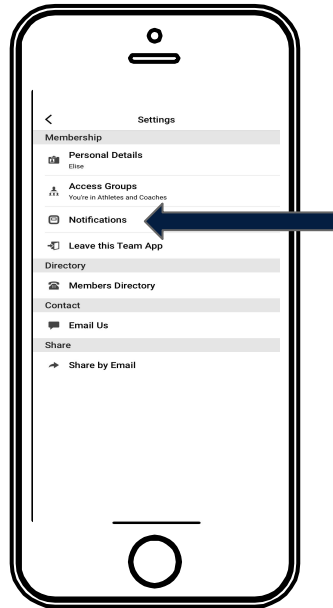 Settings
Membership
Personal Details
Elise
Access Groups
You're in Athletes and Coaches
Notifications
Leave this Team App
Directory
Members Directory
Contact
Email Us
Share
Share by Email